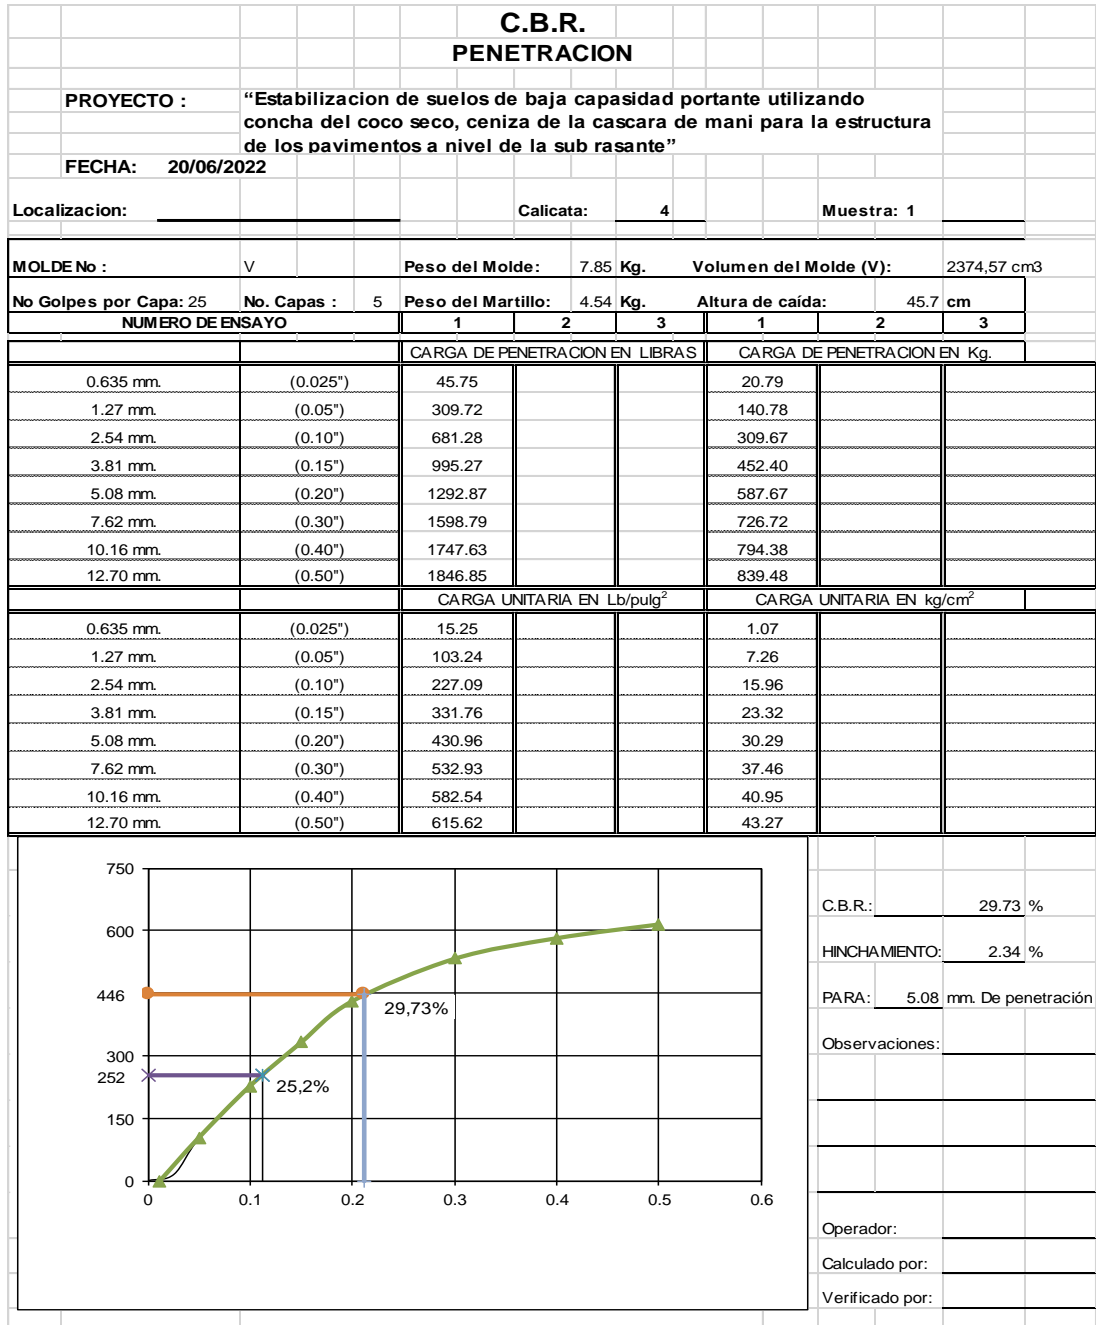 C.B.R.
PENETRACION
PROYECTO : “Estabilizacion de suelos de baja capasidad portante utilizando
concha del coco seco, ceniza de la cascara de mani para la estructura
de los pavimentos a nivel de la sub rasante”
FECHA: 20/06/2022
Localizacion: Calicata: 4 Muestra: 1
MOLDE No : V Peso del Molde: 7.85 Kg. Volumen del Molde (V): 2374,57 cm3
No Golpes por Capa: 25 No. Capas : 5 Peso del Martillo: 4.54 Kg. Altura de caída: 45.7 cm
NUMERO DE ENSAYO 1 2 3 1 2 3
CARGA DE PENETRACION EN LIBRAS CARGA DE PENETRACION EN Kg.
0.635 mm. (0.025") 45.75 20.79
1.27 mm. (0.05") 309.72 140.78
2.54 mm. (0.10") 681.28 309.67
3.81 mm. (0.15") 995.27 452.40
5.08 mm. (0.20") 1292.87 587.67
7.62 mm. (0.30") 1598.79 726.72
10.16 mm. (0.40") 1747.63 794.38
12.70 mm. (0.50") 1846.85 839.48
CARGA UNITARIA EN Lb/pulg² CARGA UNITARIA EN kg/cm²
0.635 mm. (0.025") 15.25 1.07
1.27 mm. (0.05") 103.24 7.26
2.54 mm. (0.10") 227.09 15.96
3.81 mm. (0.15") 331.76 23.32
5.08 mm. (0.20") 430.96 30.29
7.62 mm. (0.30") 532.93 37.46
10.16 mm. (0.40") 582.54 40.95
12.70 mm. (0.50") 615.62 43.27
750
600
446
300
252
150
0
29,73%
25,2%
0 0.1 0.2 0.3 0.4 0.5 0.6
C.B.R.: 29.73 %
HINCHAMIENTO: 2.34 %
PARA: 5.08 mm. De penetración
Observaciones:
Operador:
Calculado por:
Verificado por: